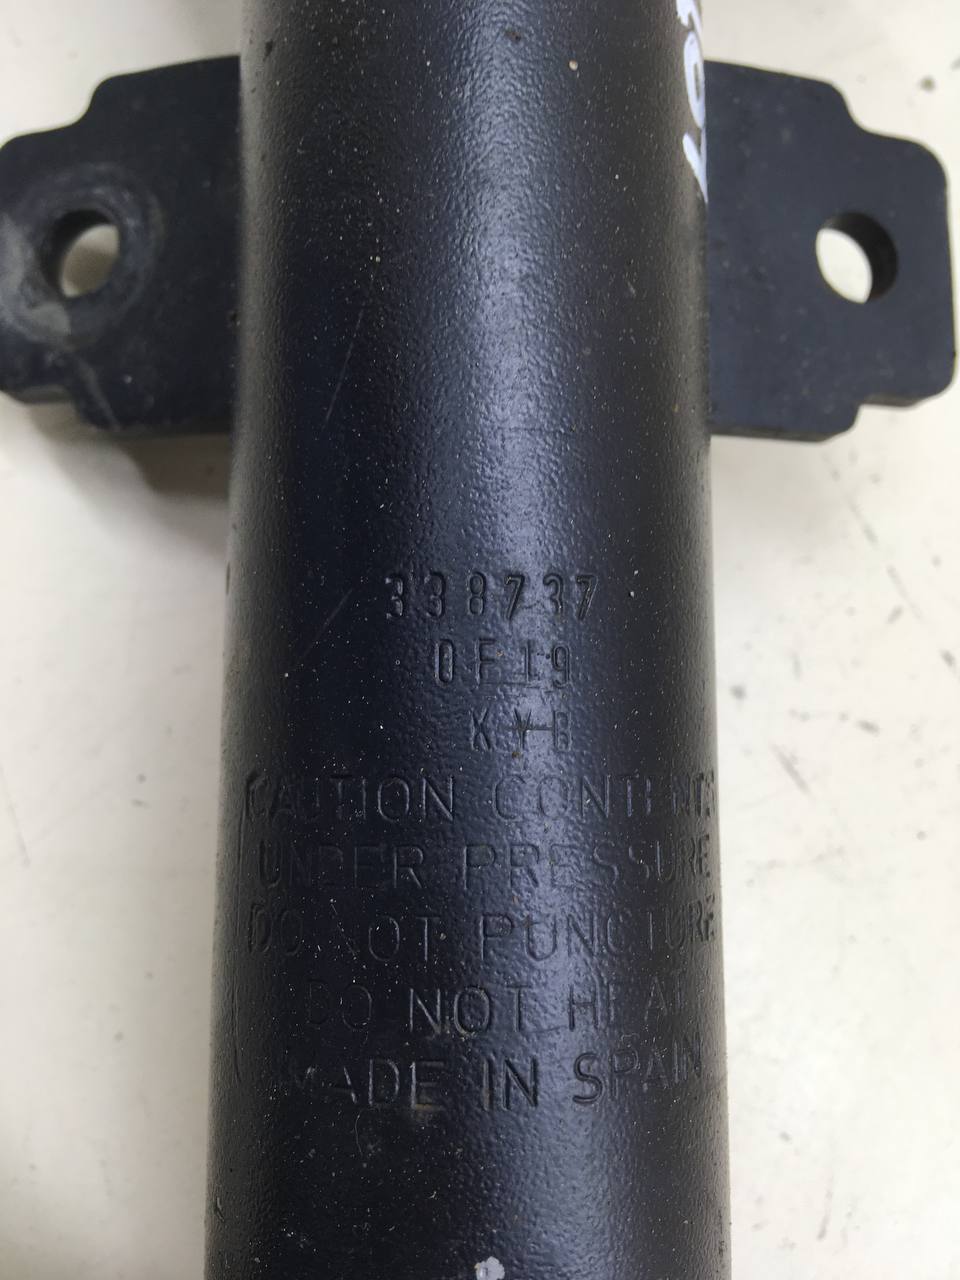 338737
0F19
KYB
CAUTION CONTENTS
UNDER PRESSURE
DO NOT PUNCTURE
DO NOT HEAT
MADE IN SPAIN